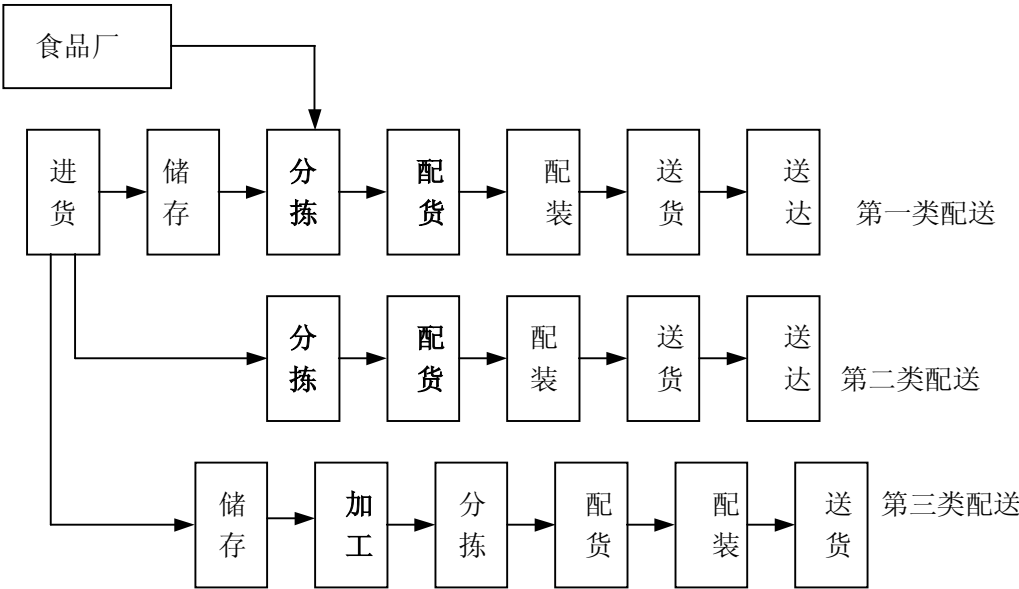 食品厂
进货
储存
分拣
配货
配装
送货
送达
第一类配送
分拣
配货
配装
送货
送达
第二类配送
储存
加工
分拣
配货
配装
送货
第三类配送